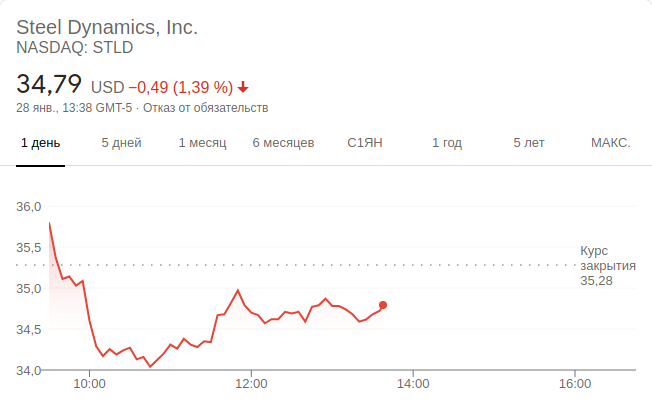 Steel Dynamics, Inc.
NASDAQ: STLD
34,79 USD −0,49 (1,39 %)
28 янв., 13:38 GMT-5 · Отказ от обязательств
1 день 5 дней 1 месяц 6 месяцев С1ЯН 1 год 5 лет МАКС.
36,0
35,5
35,0
34,5
34,0
Курс
закрытия
35,28
10:00 12:00 14:00 16:00